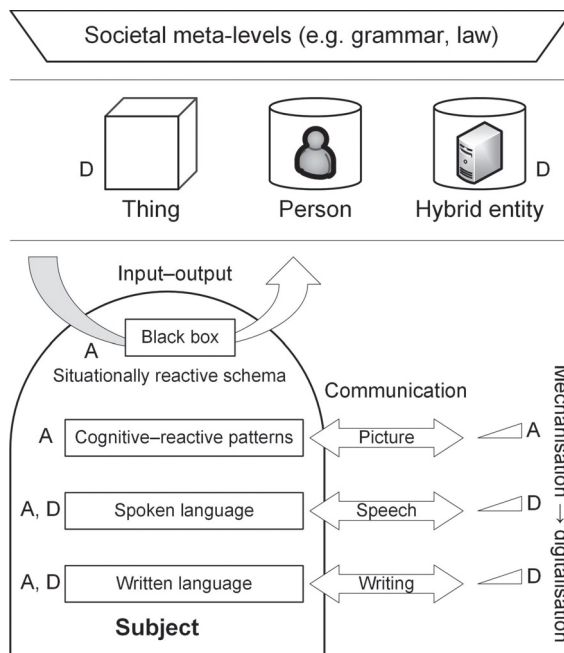 Societal meta-levels (e.g. grammar, law)
D
D
Thing
Person
Hybrid entity
Input–output
Black box
A
Situationally reactive schema
Communication
A
Cognitive–reactive patterns
Picture
A
A, D
Spoken language
Speech
D
A, D
Written language
Writing
D
Mechanisation → digitalisation
Subject